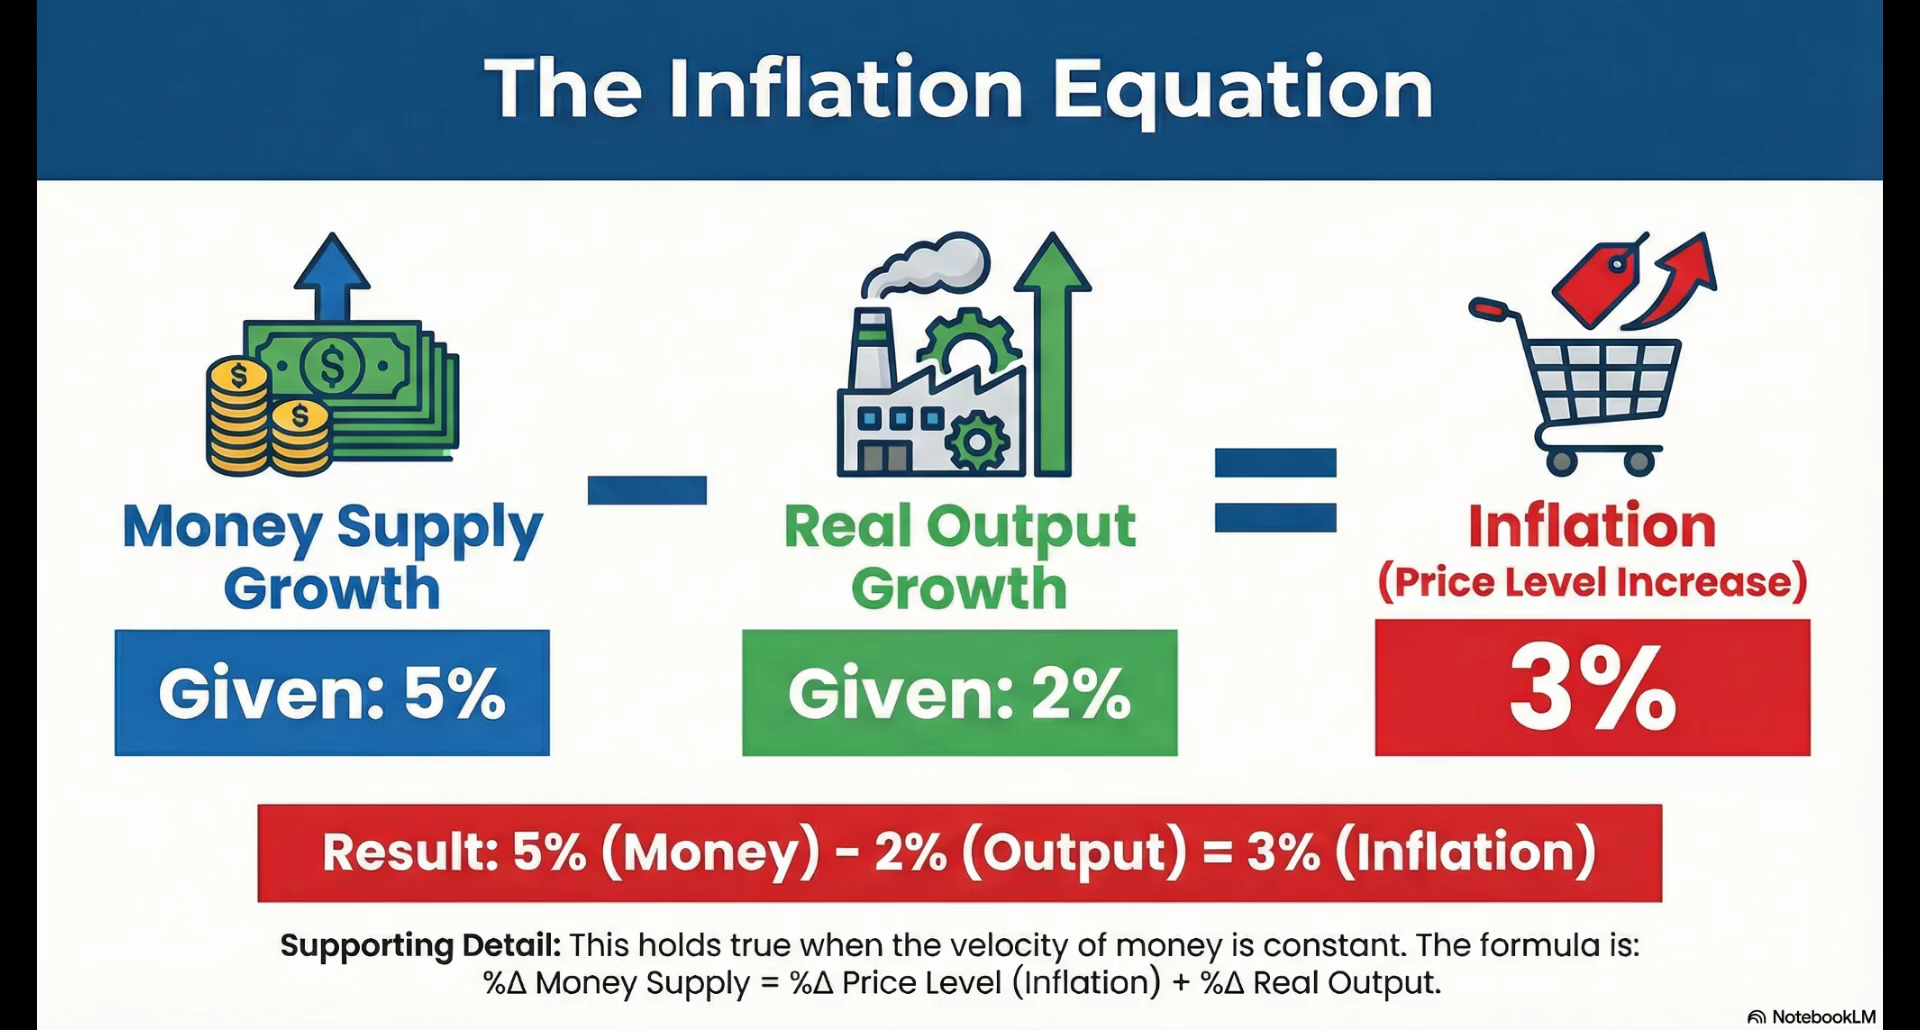 The Inflation Equation
$
$
$
Money Supply
Growth
Given: 5%
−
Real Output
Growth
Given: 2%
=
Inflation
(Price Level Increase)
3%
Result: 5% (Money) - 2% (Output) = 3% (Inflation)
Supporting Detail: This holds true when the velocity of money is constant. The formula is:
%Δ Money Supply = %Δ Price Level (Inflation) + %Δ Real Output.
NotebookLM